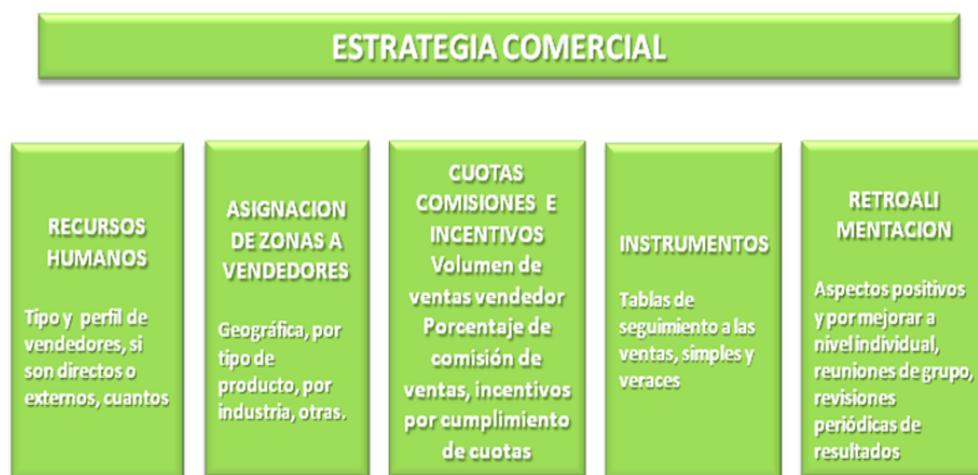 ESTRATEGIA COMERCIAL
RECURSOS
HUMANOS
Tipo y perfil de
vendedores, si
son directos o
externos, cuantos
ASIGNACION
DE ZONAS A
VENDEDORES
Geográfica, por
tipo de
producto, por
industria, otras.
CUOTAS
COMISIONES E
INCENTIVOS
Volumen de
ventas vendedor
Porcentaje de
comisión de
ventas, incentivos
por cumplimiento
de cuotas
INSTRUMENTOS
Tablas de
seguimiento a las
ventas, simples y
veraces
RETROALI
MENTACION
Aspectos positivos
y por mejorar a
nivel individual,
reuniones de grupo,
revisiones
periódicas de
resultados